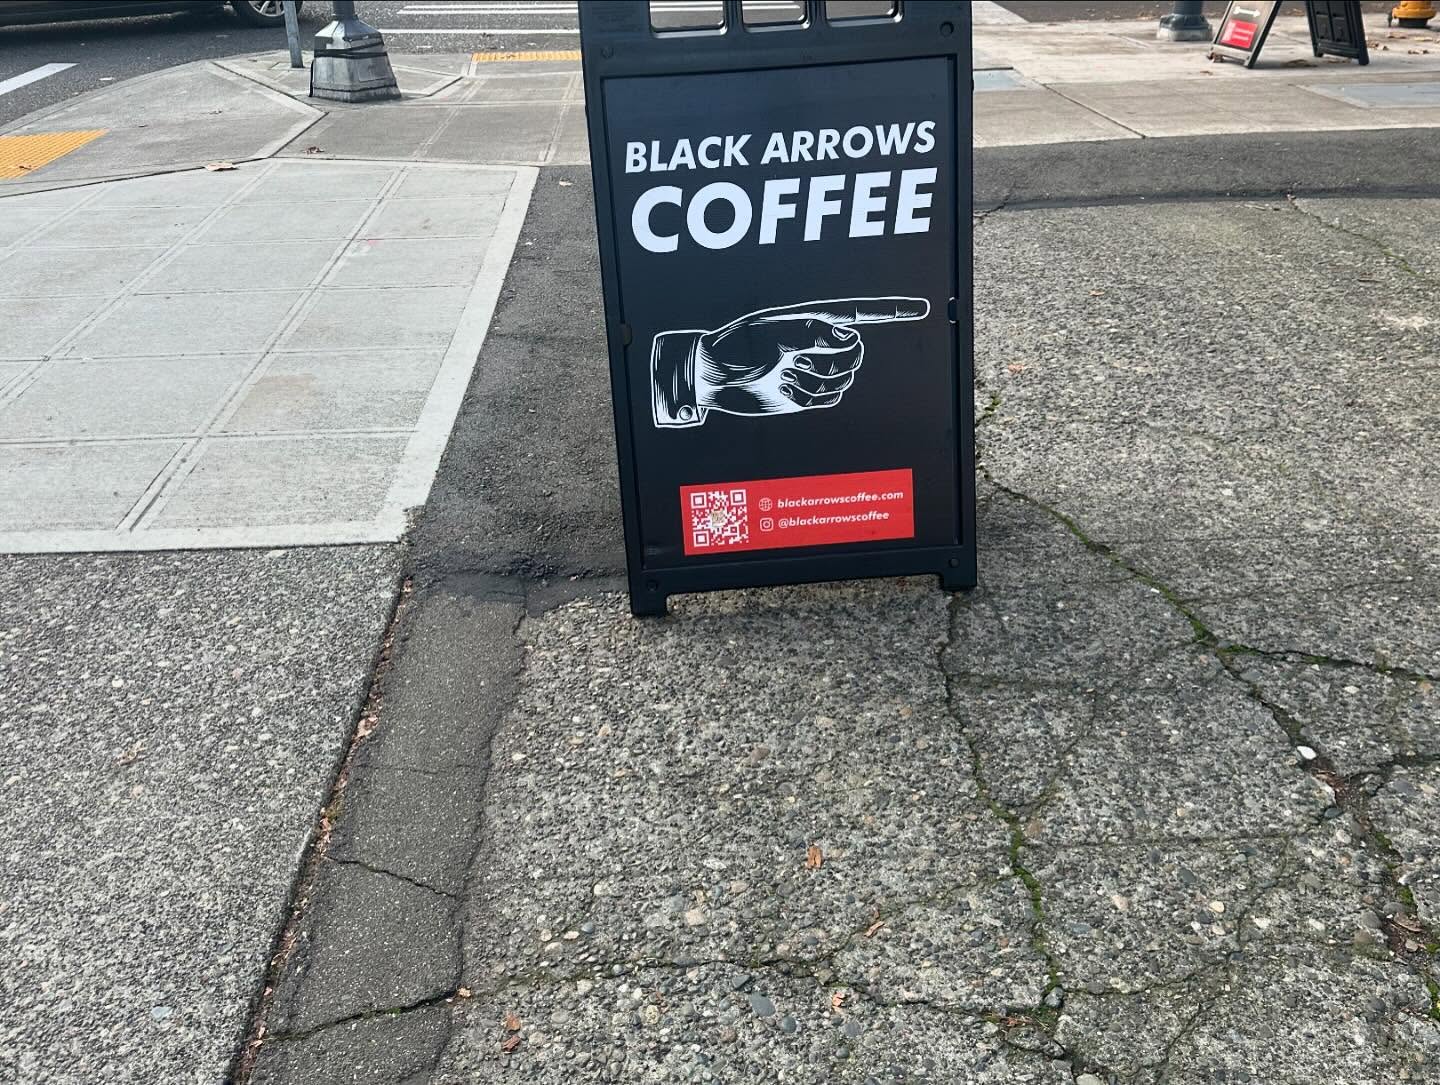 BLACK ARROWS
COFFEE
blackarrowscoffee.com
@blackarrowscoffee